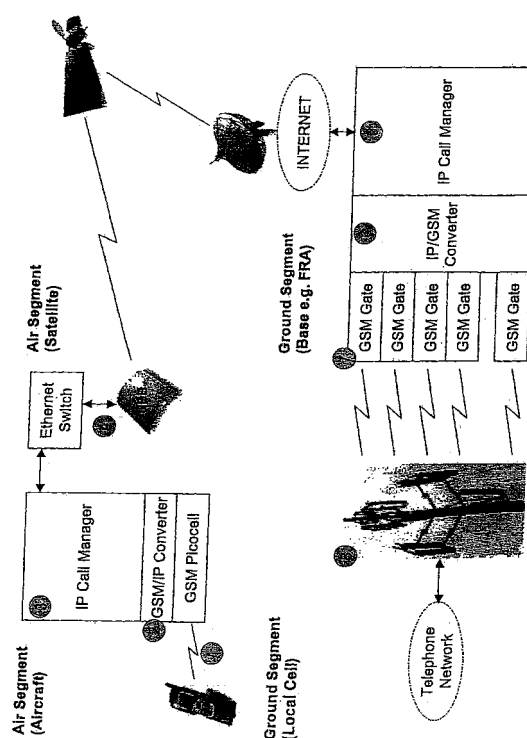 Air Segment
(Aircraft)
IP Call Manager
GSM/IP Converter
GSM Picocell
Ethernet
Switch
Air Segment
(Satellite)
Ground Segment
(Local Cell)
Telephone
Network
Ground Segment
(Base e.g. FRA)
GSM Gate
GSM Gate
GSM Gate
GSM Gate
GSM Gate
IP/GSM
Converter
IP Call Manager
INTERNET